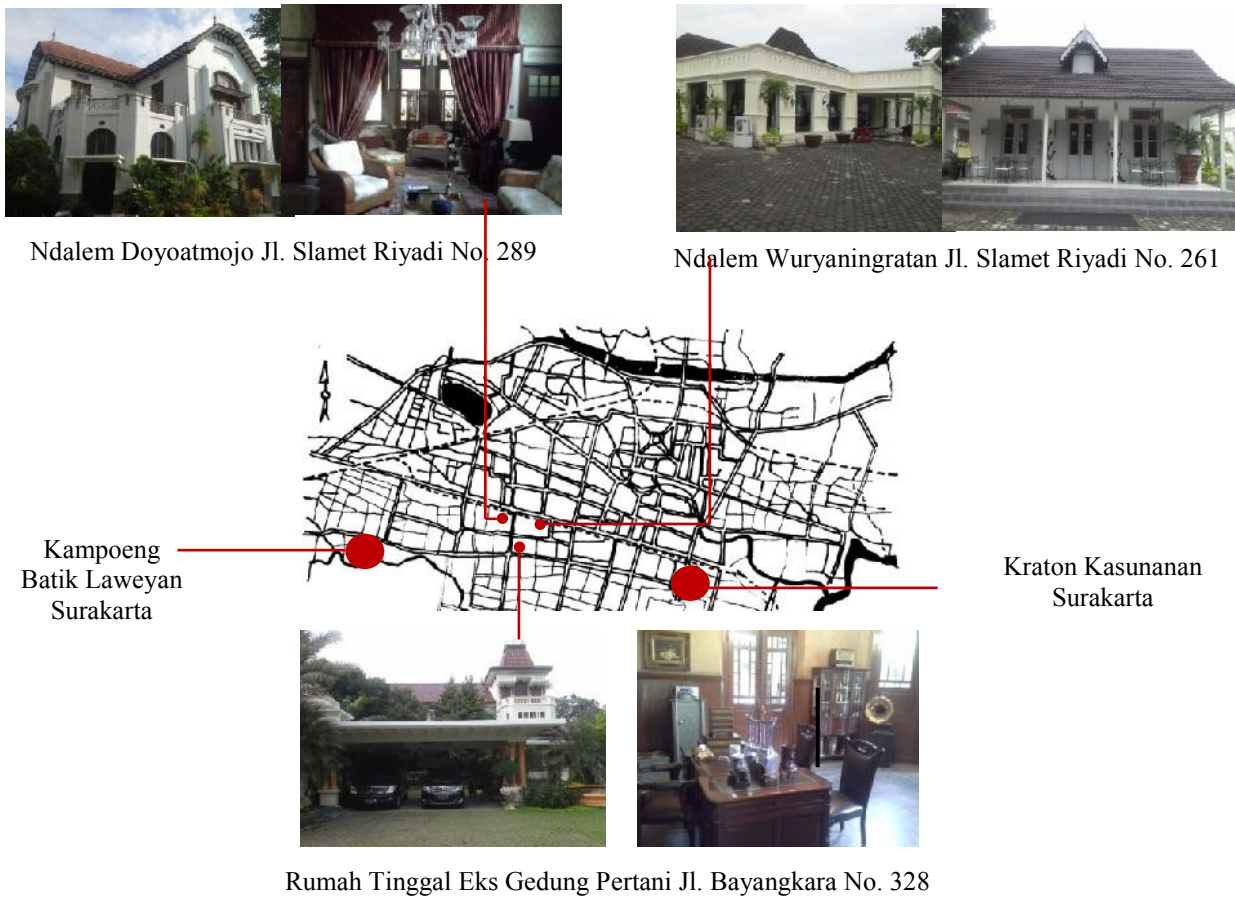 Ndalem Doyoatmojo Jl. Slamet Riyadi No. 289
Ndalem Wuryaningratan Jl. Slamet Riyadi No. 261
Kampoeng
Batik Laweyan
Surakarta
Kraton Kasunanan
Surakarta
Rumah Tinggal Eks Gedung Pertani Jl. Bayangkara No. 328